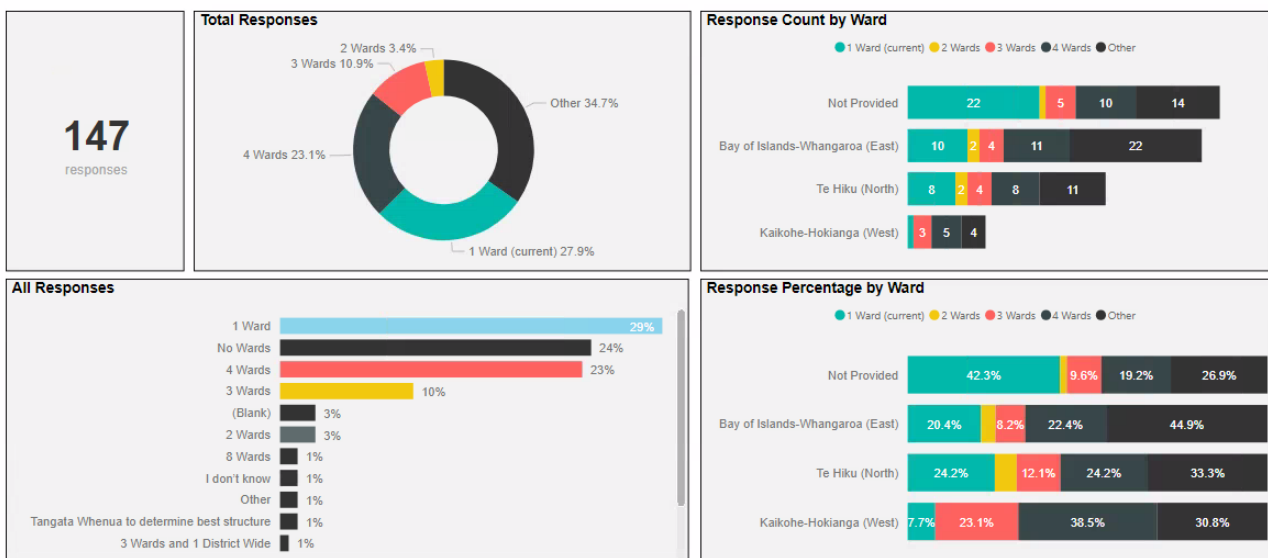 147
responses
Total Responses
2 Wards 3.4%
3 Wards 10.9%
Other 34.7%
4 Wards 23.1%
1 Ward (current) 27.9%
Response Count by Ward
1 Ward (current) 2 Wards 3 Wards 4 Wards Other
Not Provided 22 5 10 14
Bay of Islands-Whangaroa (East) 10 2 4 11 22
Te Hiku (North) 8 2 4 8 11
Kaikohe-Hokianga (West) 3 5 4
All Responses
1 Ward 29%
No Wards 24%
4 Wards 23%
3 Wards 10%
(Blank) 3%
2 Wards 3%
8 Wards 1%
I don't know 1%
Other 1%
Tangata Whenua to determine best structure 1%
3 Wards and 1 District Wide 1%
Response Percentage by Ward
1 Ward (current) 2 Wards 3 Wards 4 Wards Other
Not Provided 42.3% 9.6% 19.2% 26.9%
Bay of Islands-Whangaroa (East) 20.4% 8.2% 22.4% 44.9%
Te Hiku (North) 24.2% 12.1% 24.2% 33.3%
Kaikohe-Hokianga (West) 7.7% 23.1% 38.5% 30.8%